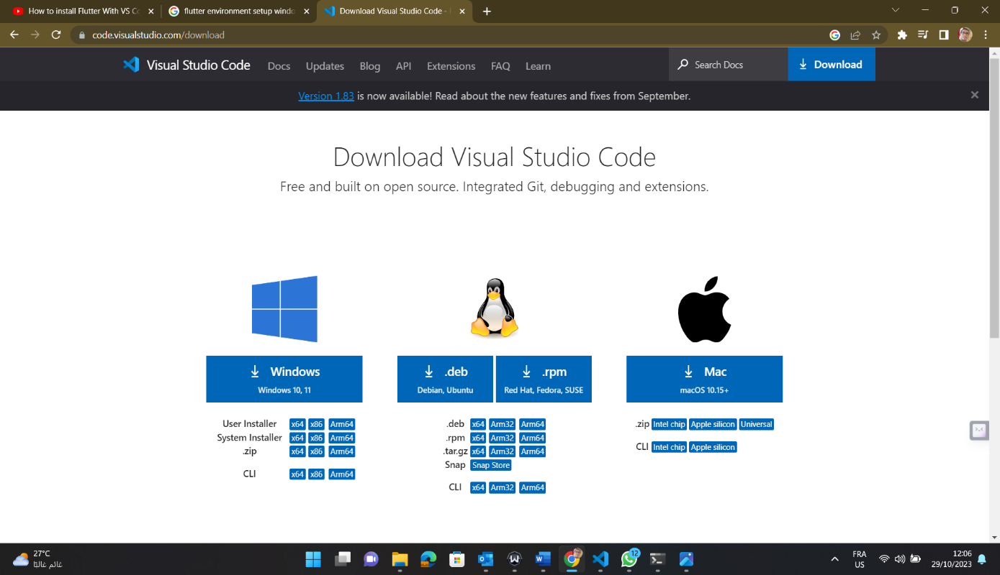 How to install Flutter With VS Co
flutter environment setup windo
Download Visual Studio Code -
code.visualstudio.com/download
Visual Studio Code Docs Updates Blog API Extensions FAQ Learn Search Docs Download
Version 1.83 is now available! Read about the new features and fixes from September.
Download Visual Studio Code
Free and built on open source. Integrated Git, debugging and extensions.
Windows
Windows 10, 11
User Installer x64 x86 Arm64
System Installer x64 x86 Arm64
.zip x64 x86 Arm64
CLI x64 x86 Arm64
.deb
Debian, Ubuntu
.rpm
Red Hat, Fedora, SUSE
.deb x64 Arm32 Arm64
.rpm x64 Arm32 Arm64
.tar.gz x64 Arm32 Arm64
Snap Snap Store
CLI x64 Arm32 Arm64
Mac
macOS 10.15+
.zip Intel chip Apple silicon Universal
CLI Intel chip Apple silicon
27°C
غائم غالبًا
12
FRA
US
12:06
29/10/2023